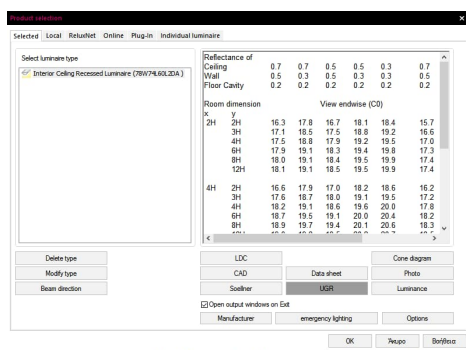 Product selection ×
Selected Local ReluxNet Online Plug-In Individual luminaire
Select luminaire type
Interior Ceiling Recessed Luminaire (78W74L60L2DA )
Reflectance of
Ceiling 0.7 0.7 0.5 0.5 0.3 0.7
Wall 0.5 0.3 0.5 0.3 0.3 0.5
Floor Cavity 0.2 0.2 0.2 0.2 0.2 0.2
Room dimension View endwise (C0)
x y
2H 2H 16.3 17.8 16.7 18.1 18.4 15.7
3H 17.1 18.5 17.5 18.8 19.2 16.6
4H 17.5 18.8 17.9 19.2 19.5 17.0
6H 17.9 19.1 18.3 19.4 19.8 17.3
8H 18.0 19.1 18.4 19.5 19.9 17.4
12H 18.1 19.1 18.5 19.5 19.9 17.4
4H 2H 16.6 17.9 17.0 18.2 18.6 16.2
3H 17.6 18.7 18.0 19.1 19.5 17.2
4H 18.2 19.1 18.6 19.6 20.0 17.8
6H 18.7 19.5 19.1 20.0 20.4 18.2
8H 18.9 19.7 19.4 20.1 20.6 18.3
Delete type
Modify type
Beam direction
LDC Cone diagram
CAD Data sheet Photo
Soellner UGR Luminance
Open output windows on Exit
Manufacturer emergency lighting Options
OK Άκυρο Βοήθεια